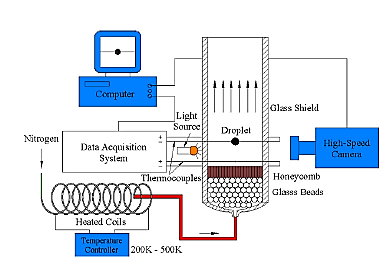 Computer
Light
Source
Glass Shield
Droplet
Nitrogen
Data Acquisition
System
High-Speed
Camera
Thermocouples
Honeycomb
Glasss Beads
Heated Coils
Temperature
Controller
200K - 500K